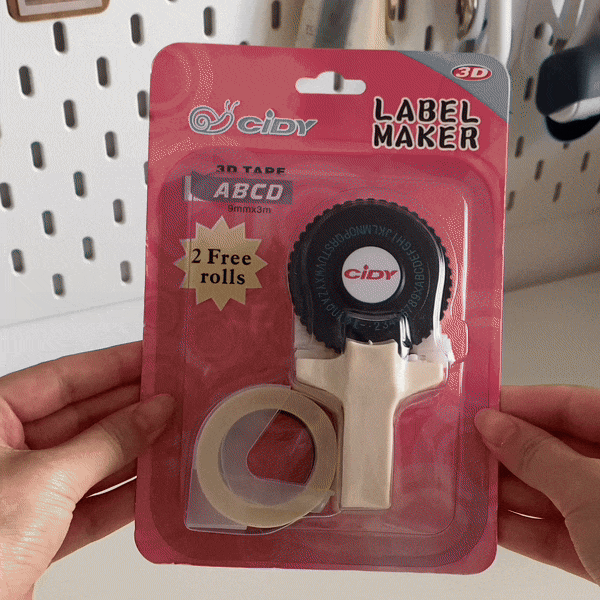 3D
CiDY
LABEL
MAKER
3D TAPE
ABCD
9mmx3m
2 Free
rolls
CiDY